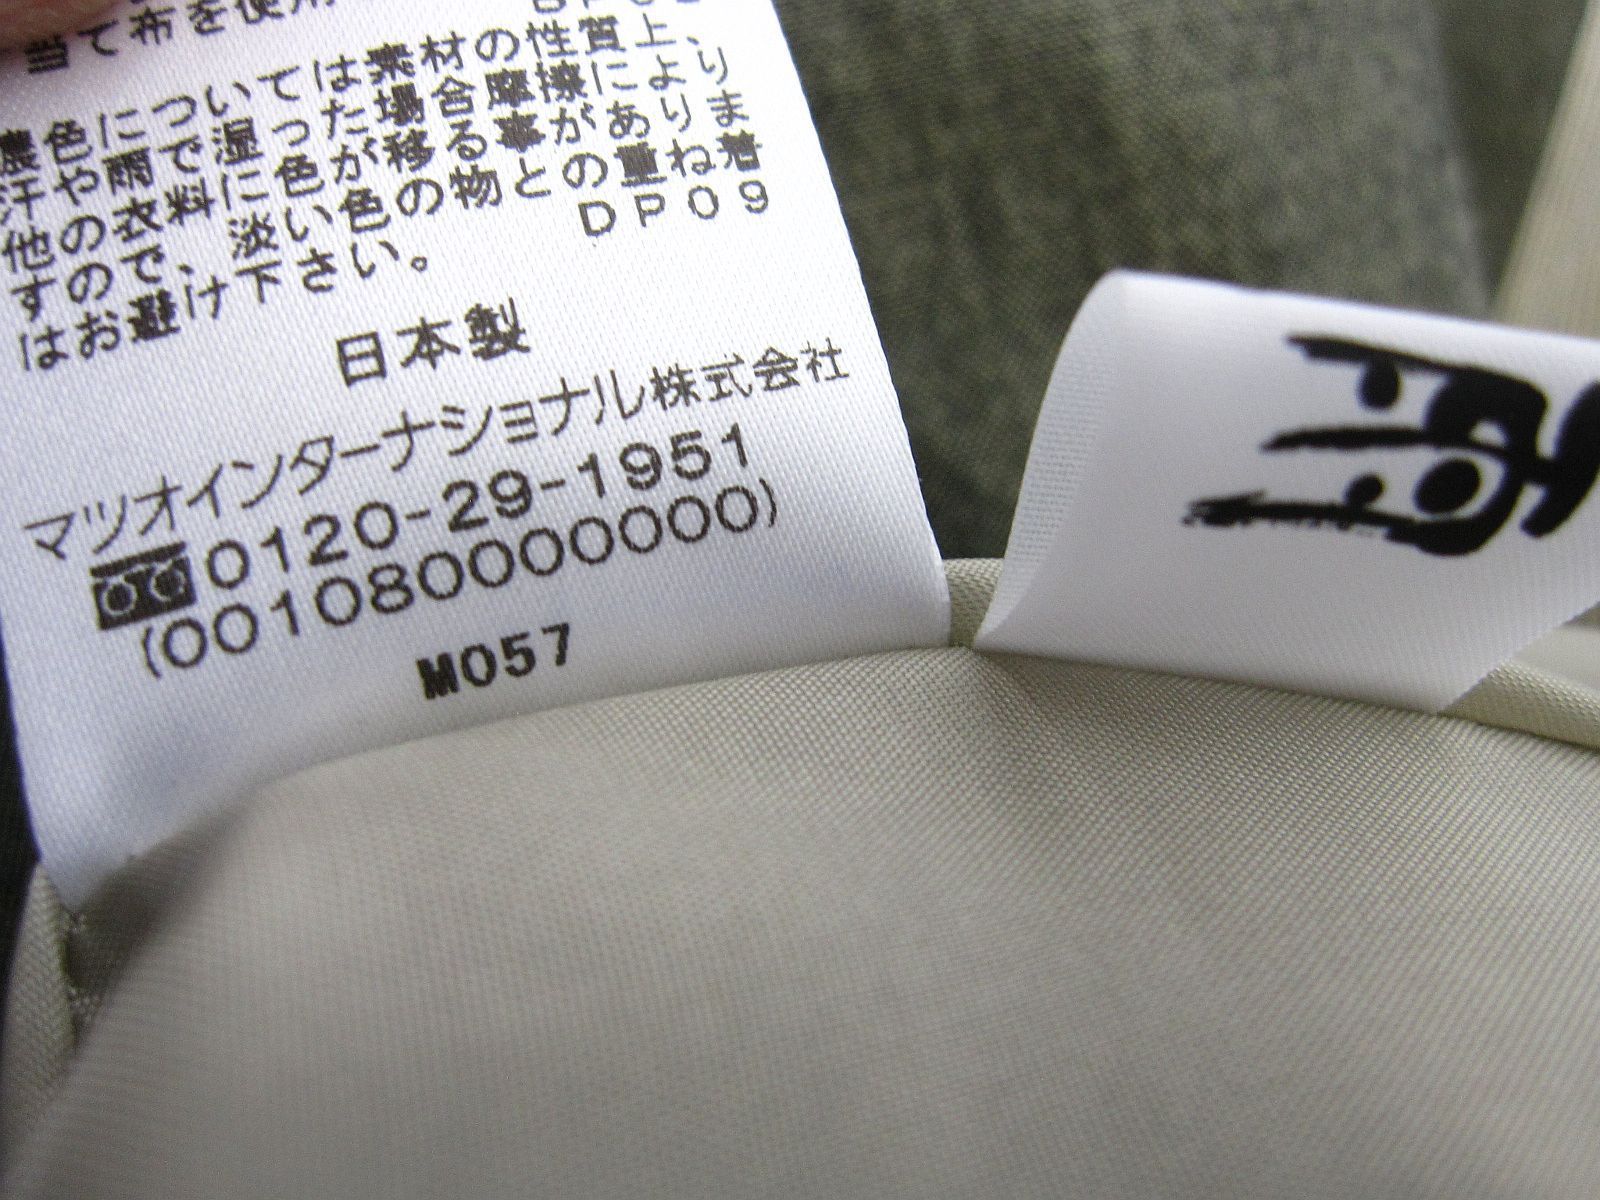 当て布を使用
濃色については素材の性質上、
汗や雨で湿った場合摩擦により
他の衣料に色が移る事がありま
すので、淡い色の物との重ね着
はお避け下さい。 DP09
日本製
マツオインターナショナル株式会社
0120-29-1951
(0010800000000)
M057